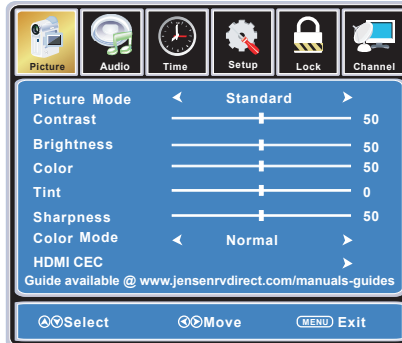 Picture Audio Time Setup Lock Channel
Picture Mode Standard
Contrast 50
Brightness 50
Color 50
Tint 0
Sharpness 50
Color Mode Normal
HDMI CEC
Guide available @ www.jensenrvdirect.com/manuals-guides
Select Move MENU Exit